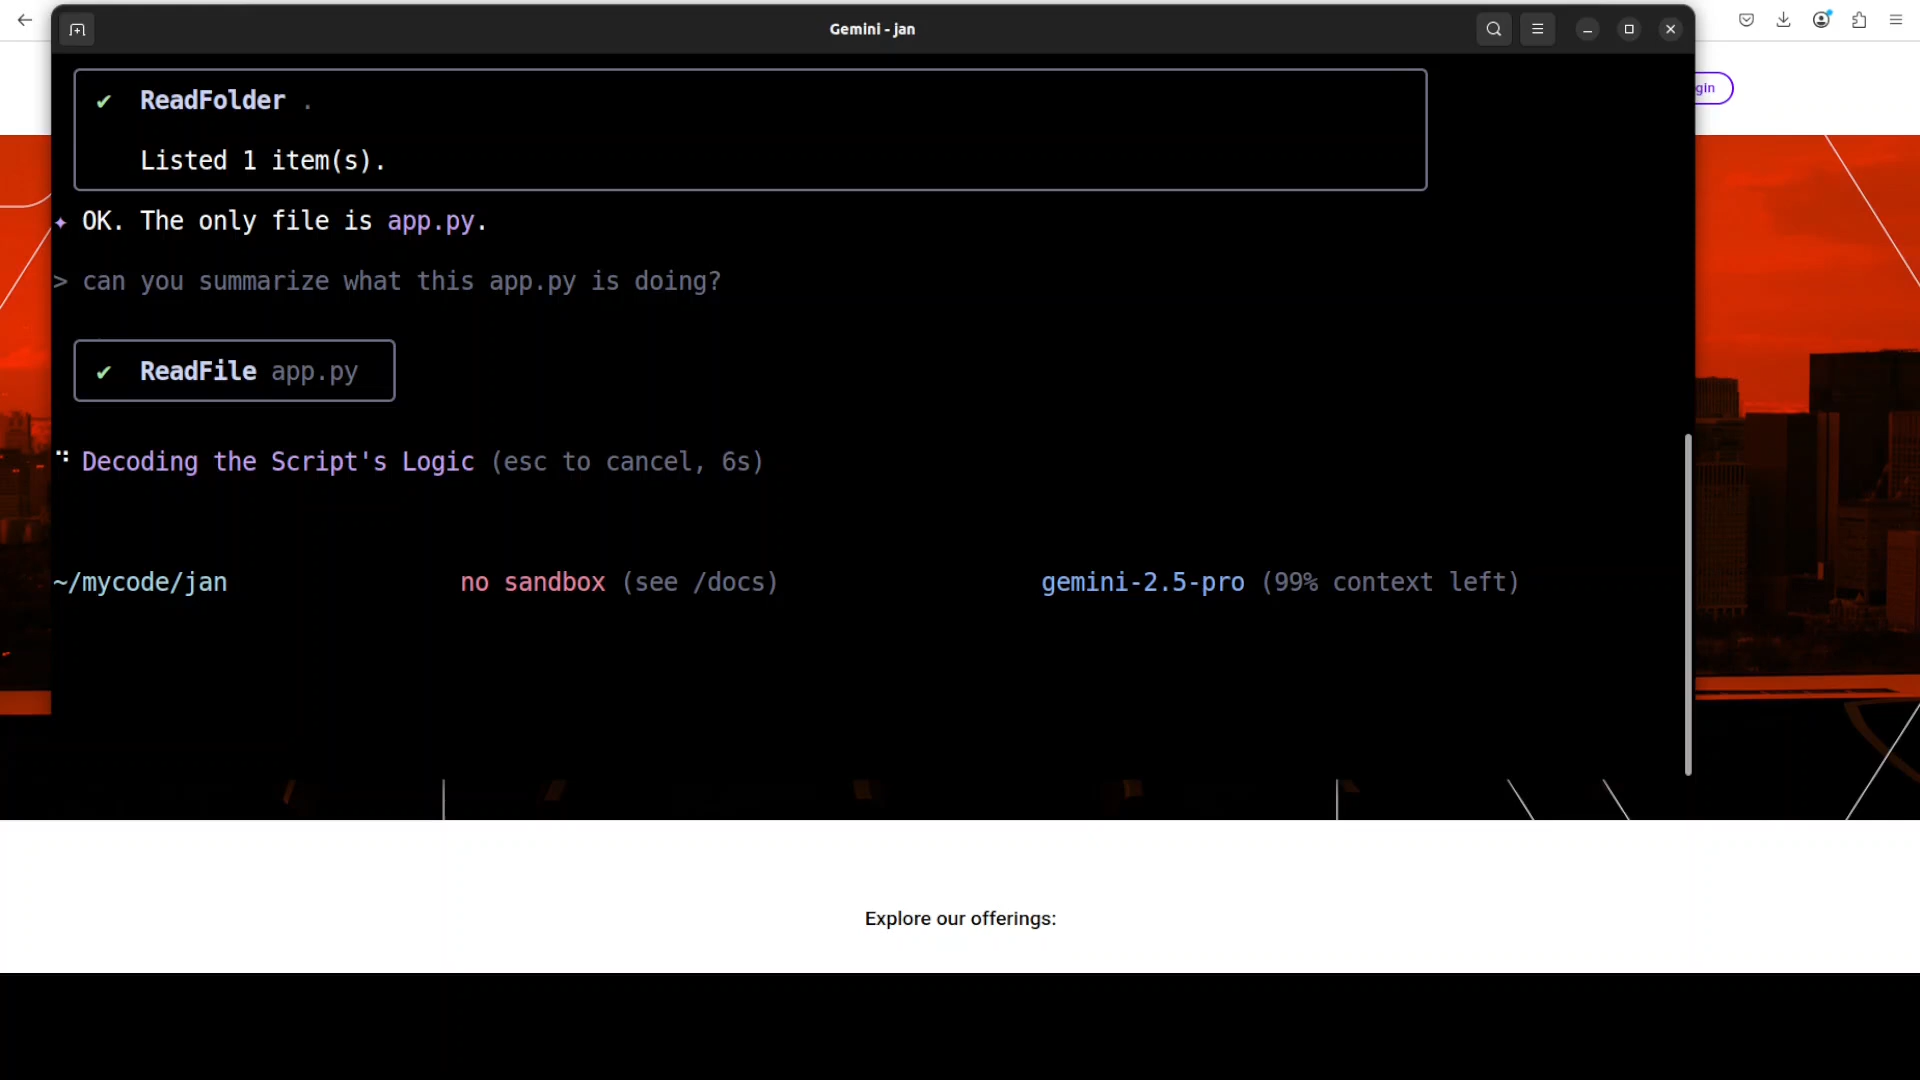 Gemini - jan
gin
✔ ReadFolder .
Listed 1 item(s).
✦ OK. The only file is app.py.
> can you summarize what this app.py is doing?
✔ ReadFile app.py
Decoding the Script's Logic (esc to cancel, 6s)
~/mycode/jan no sandbox (see /docs) gemini-2.5-pro (99% context left)
Explore our offerings: